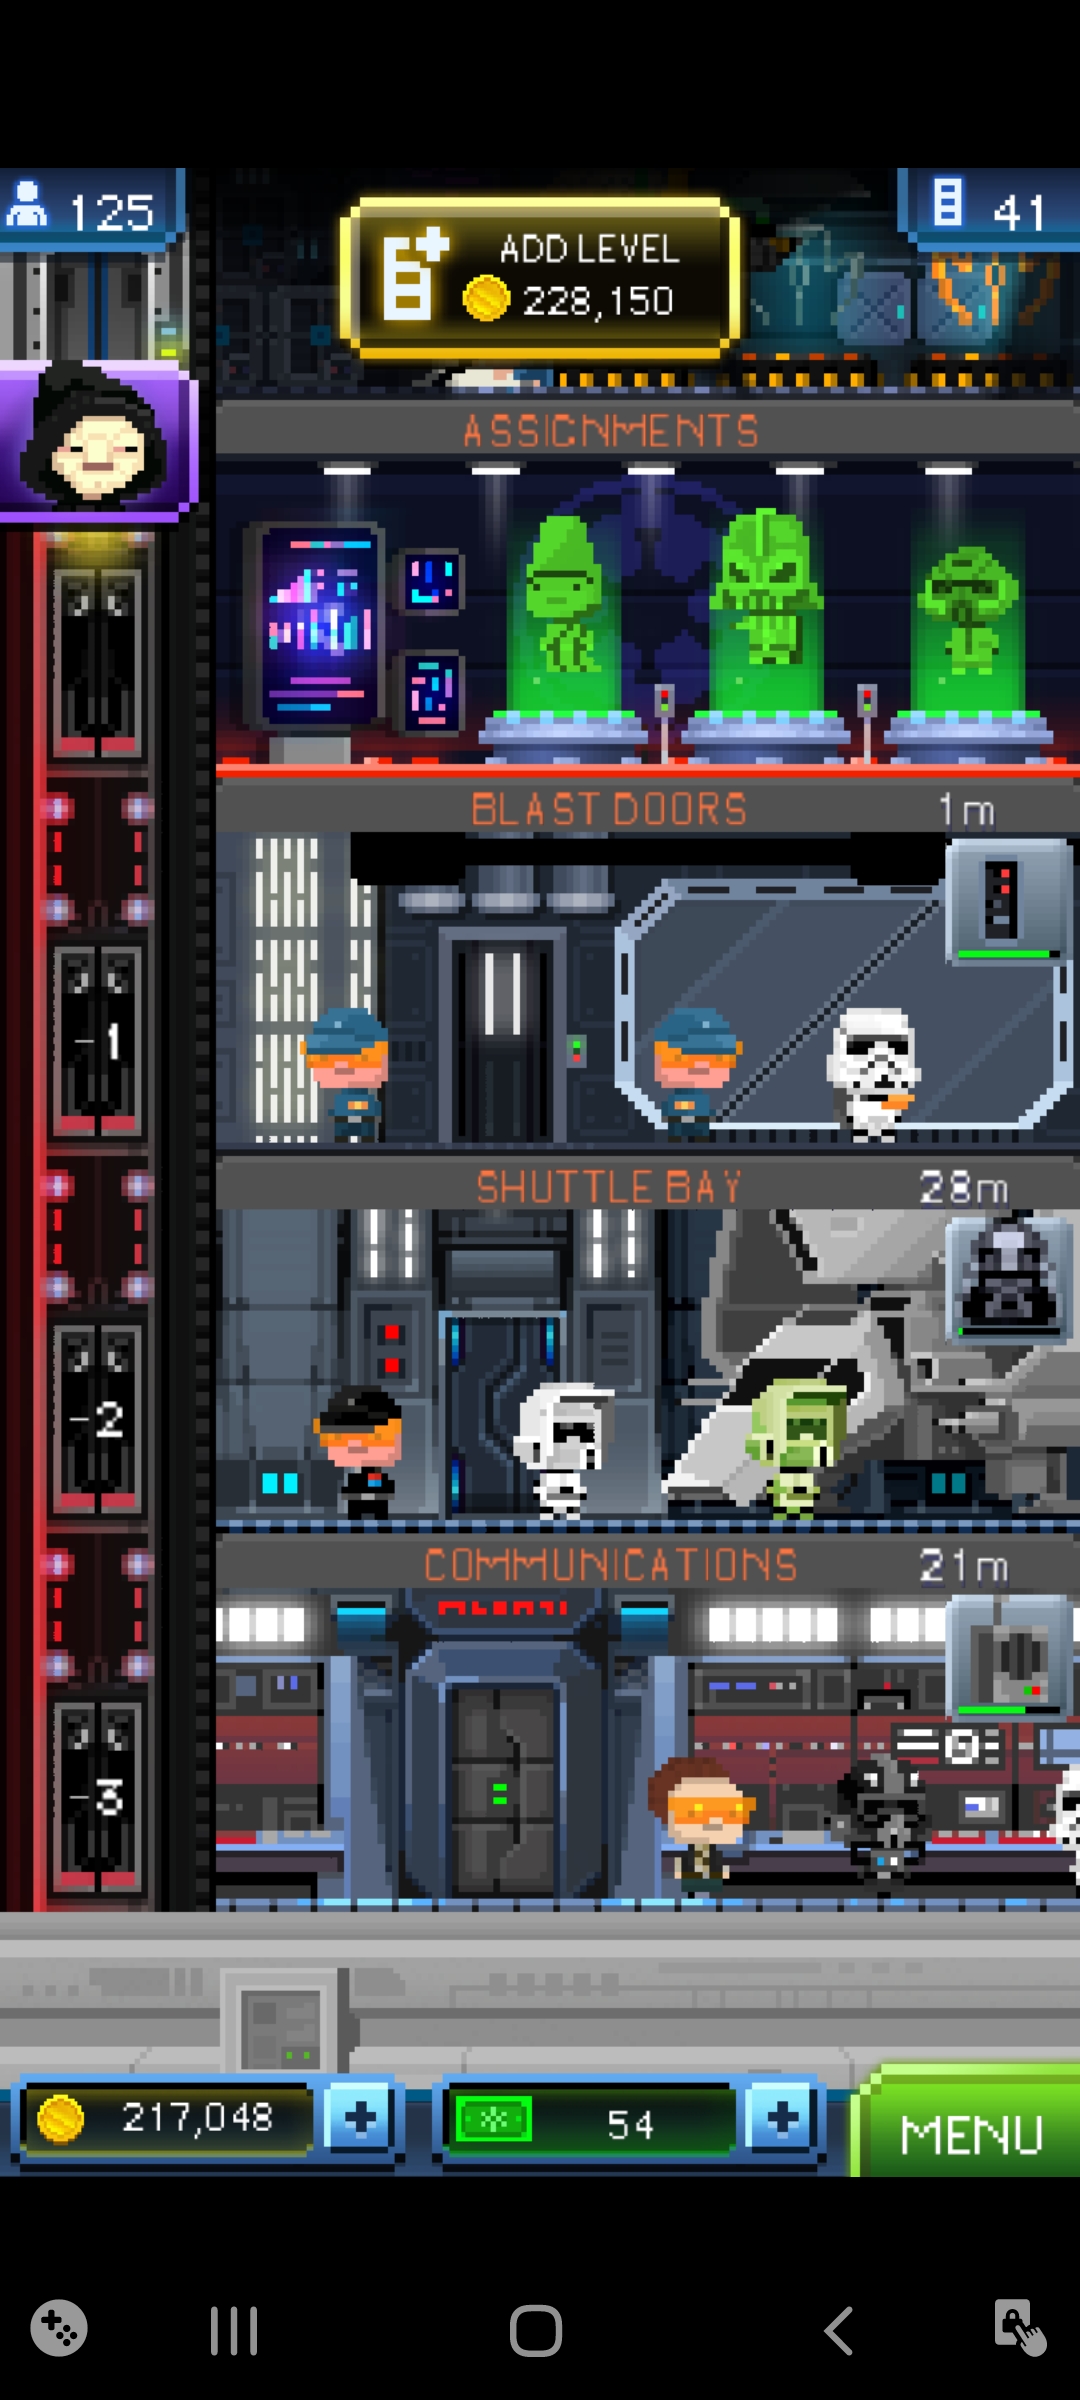 125
41
ADD LEVEL
228,150
ASSIGNMENTS
BLAST DOORS 1m
-1
SHUTTLE BAY 28m
-2
COMMUNICATIONS 21m
-3
217,048
54
MENU